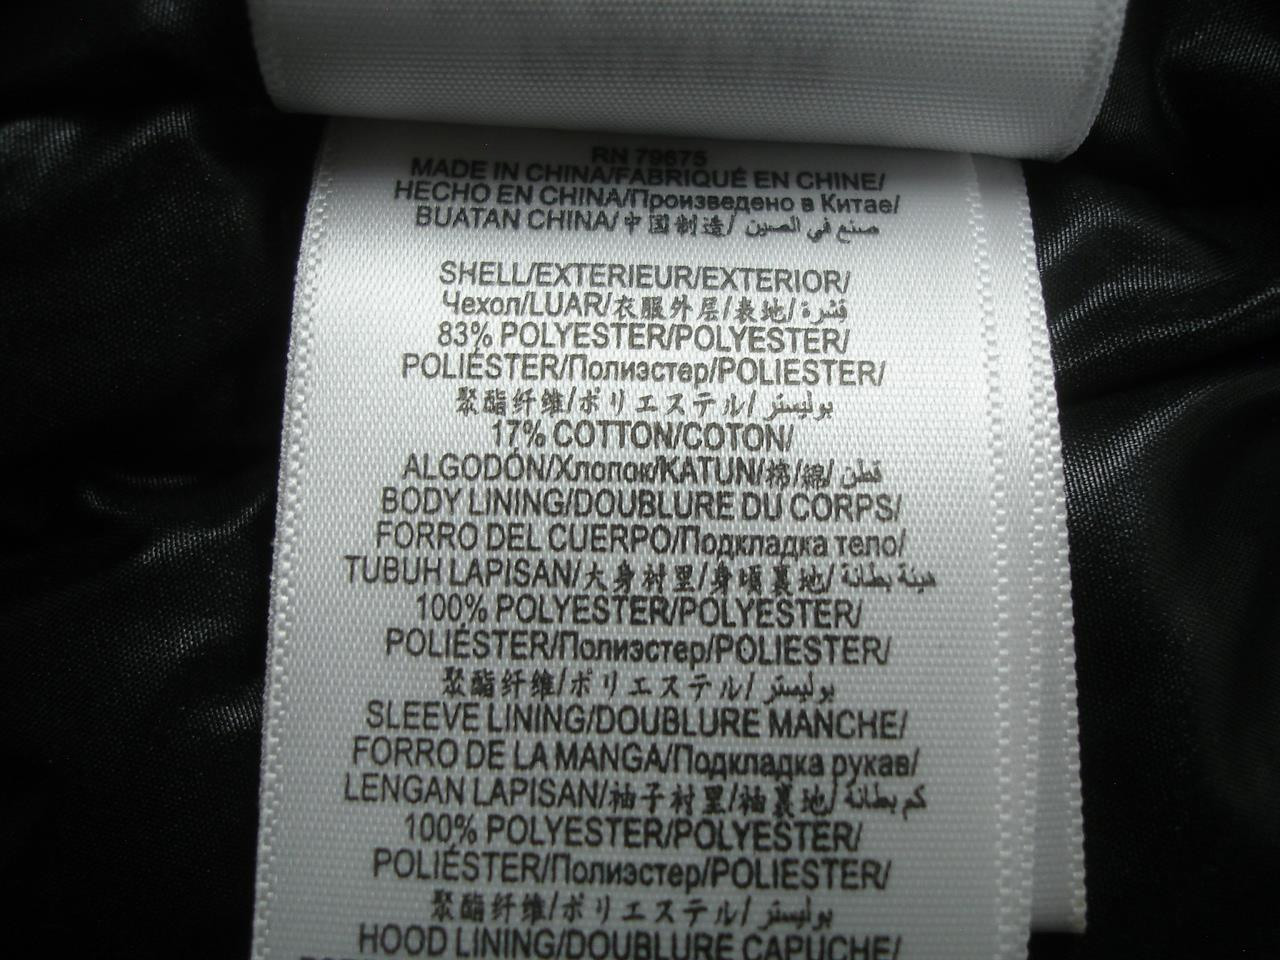 RN 79675
MADE IN CHINA/FABRIQUÉ EN CHINE/
HECHO EN CHINA/Произведено в Китае/
BUATAN CHINA/中国制造/ صنع في الصين
SHELL/EXTERIEUR/EXTERIOR/
Чехол/LUAR/衣服外层/表地/ قشرة
83% POLYESTER/POLYESTER/
POLIÉSTER/Полиэстер/POLIESTER/
聚酯纤维/ポリエステル/ بوليستر
17% COTTON/COTON/
ALGODÓN/Хлопок/KATUN/棉/綿/ قطن
BODY LINING/DOUBLURE DU CORPS/
FORRO DEL CUERPO/Подкладка тело/
TUBUH LAPISAN/大身衬里/身頃裏地/ هيئة بطانة
100% POLYESTER/POLYESTER/
POLIÉSTER/Полиэстер/POLIESTER/
聚酯纤维/ポリエステル/ بوليستر
SLEEVE LINING/DOUBLURE MANCHE/
FORRO DE LA MANGA/Подкладка рукав/
LENGAN LAPISAN/袖子衬里/袖裏地/ كم بطانة
100% POLYESTER/POLYESTER/
POLIÉSTER/Полиэстер/POLIESTER/
聚酯纤维/ポリエステル/ بوليستر
HOOD LINING/DOUBLURE CAPUCHE/